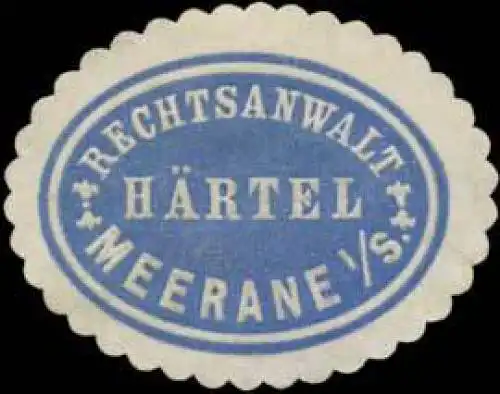 RECHTSANWALT
HÄRTEL
MEERANE I/S.